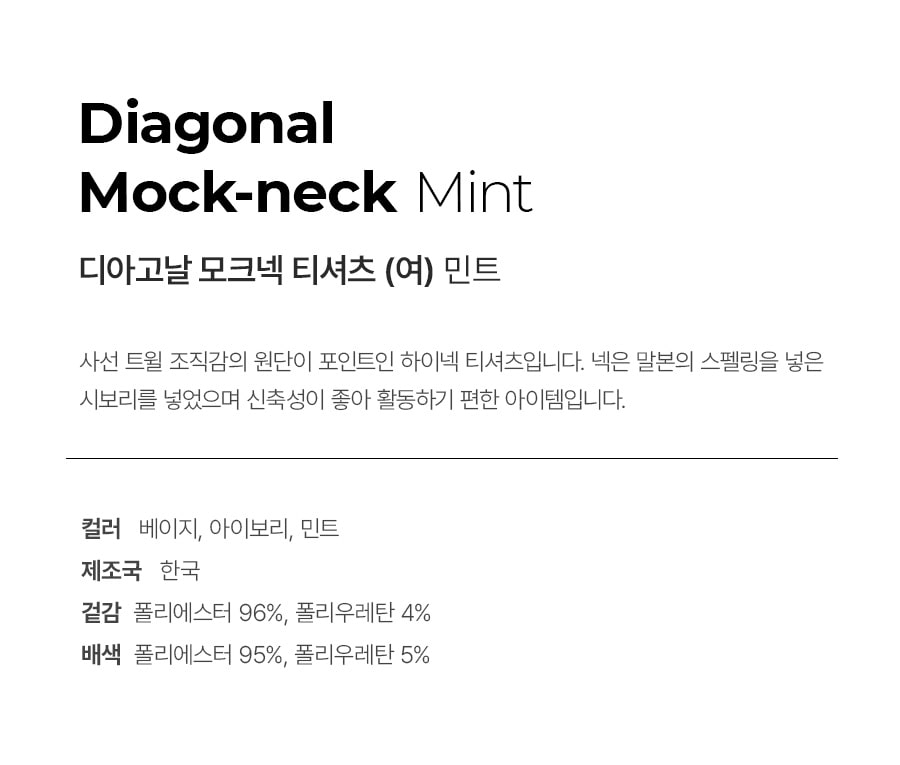 Diagonal
Mock-neck Mint
디아고날 모크넥 티셔츠 (여) 민트
사선 트윌 조직감의 원단이 포인트인 하이넥 티셔츠입니다. 넥은 말본의 스펠링을 넣은
시보리를 넣었으며 신축성이 좋아 활동하기 편한 아이템입니다.
컬러 베이지, 아이보리, 민트
제조국 한국
겉감 폴리에스터 96%, 폴리우레탄 4%
배색 폴리에스터 95%, 폴리우레탄 5%